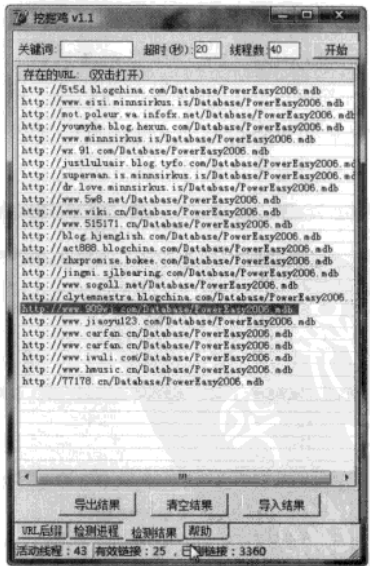 挖掘鸡 v1.1
关键词: 超时(秒): 20 线程数: 40 开始
存在的URL: (双击打开)
http://5t5d.blogchina.com/Database/PowerEasy2006.mdb
http://www.eizi.minnsirkus.is/Database/PowerEasy2006.mdb
http://mot.poleur.wa.infofx.net/Database/PowerEasy2006.mdb
http://youmyhe.blog.hexun.com/Database/PowerEasy2006.mdb
http://www.minnsirkus.is/Database/PowerEasy2006.mdb
http://wz.91.com/Database/PowerEasy2006.mdb
http://justluluair.blog.tyfo.com/Database/PowerEasy2006.md
http://superman.is.minnsirkus.is/Database/PowerEasy2006.md
http://dr.love.minnsirkus.is/Database/PowerEasy2006.mdb
http://www.5w8.net/Database/PowerEasy2006.mdb
http://www.wiki.cn/Database/PowerEasy2006.mdb
http://www.515171.cn/Database/PowerEasy2006.mdb
http://blog.hjenglish.com/Database/PowerEasy2006.mdb
http://act888.blogchina.com/Database/PowerEasy2006.mdb
http://zhxpromise.bokee.com/Database/PowerEasy2006.mdb
http://jingmi.zjlbearing.com/Database/PowerEasy2006.mdb
http://www.sogoll.net/Database/PowerEasy2006.mdb
http://clytemnestra.blogchina.com/Database/PowerEasy2006.
http://www.909wj.com/Database/PowerEasy2006.mdb
http://www.jiaoyu123.com/Database/PowerEasy2006.mdb
http://www.carfan.cn/Database/PowerEasy2006.mdb
http://www.carfan.cn/Database/PowerEasy2006.mdb
http://www.iwuli.com/Database/PowerEasy2006.mdb
http://www.hmusic.cn/Database/PowerEasy2006.mdb
http://77178.cn/Database/PowerEasy2006.mdb
导出结果 清空结果 导入结果
URL后缀 检测进程 检测结果 帮助
活动线程: 43 有效链接: 25 , 链接: 3360